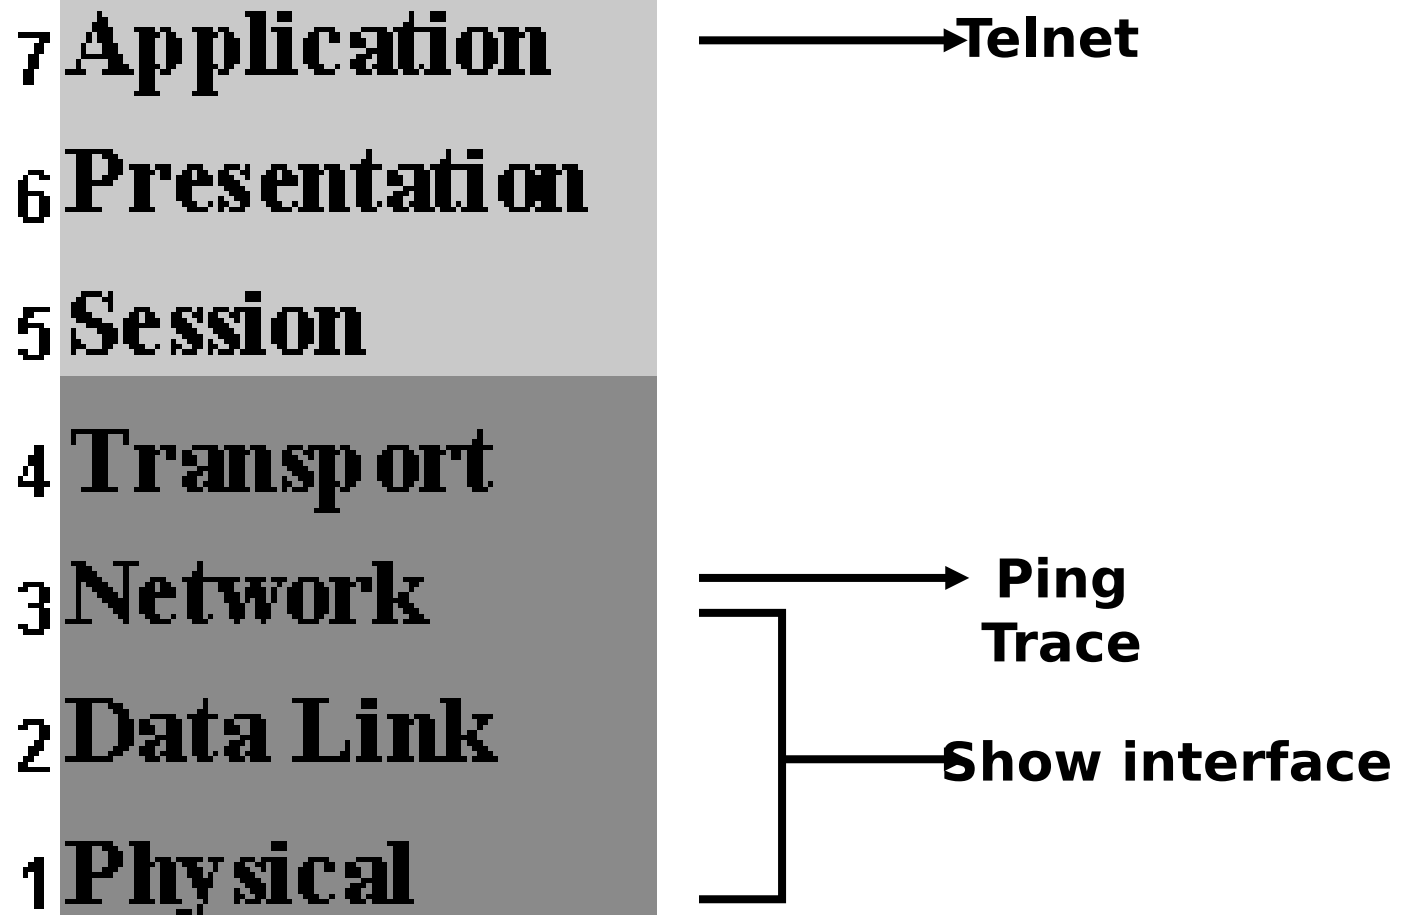 7 Application Telnet
6 Presentation
5 Session
4 Transport
3 Network Ping
Trace
2 Data Link Show interface
1 Physical